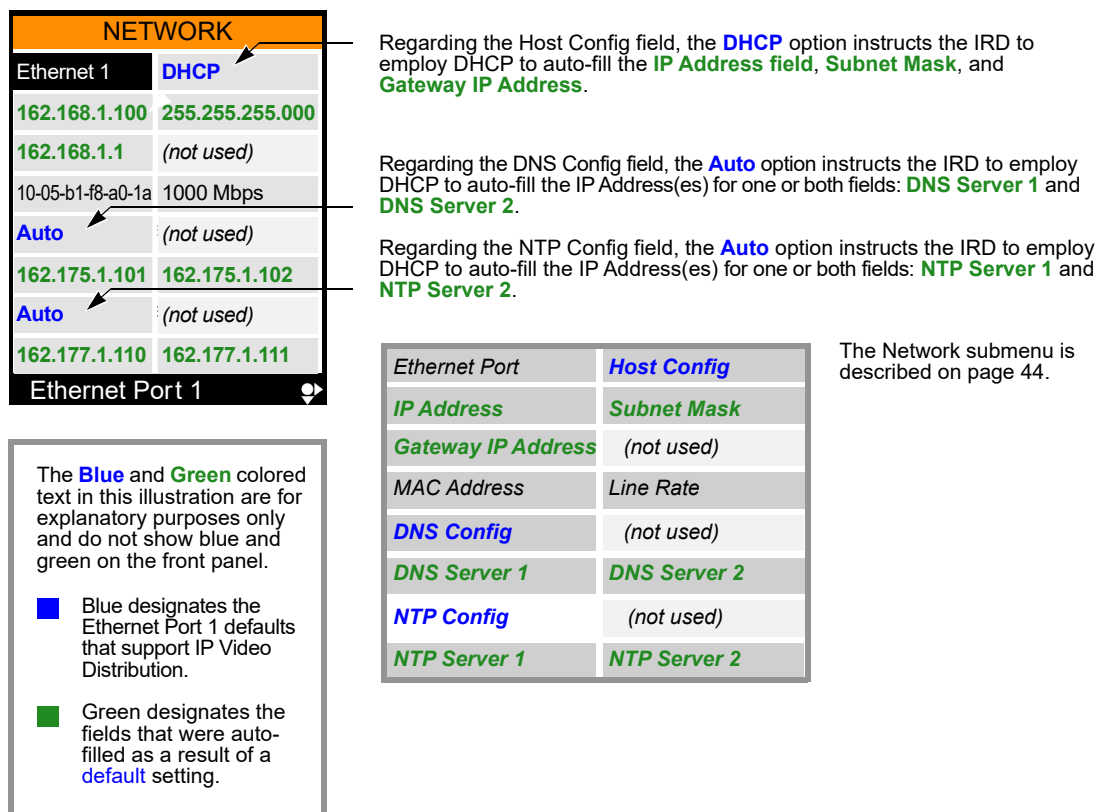 NETWORK
Ethernet 1 DHCP
162.168.1.100 255.255.255.000
162.168.1.1 (not used)
10-05-b1-f8-a0-1a 1000 Mbps
Auto (not used)
162.175.1.101 162.175.1.102
Auto (not used)
162.177.1.110 162.177.1.111
Ethernet Port 1
Regarding the Host Config field, the DHCP option instructs the IRD to
employ DHCP to auto-fill the IP Address field, Subnet Mask, and
Gateway IP Address.
Regarding the DNS Config field, the Auto option instructs the IRD to employ
DHCP to auto-fill the IP Address(es) for one or both fields: DNS Server 1 and
DNS Server 2.
Regarding the NTP Config field, the Auto option instructs the IRD to employ
DHCP to auto-fill the IP Address(es) for one or both fields: NTP Server 1 and
NTP Server 2.
Ethernet Port Host Config
IP Address Subnet Mask
Gateway IP Address (not used)
MAC Address Line Rate
DNS Config (not used)
DNS Server 1 DNS Server 2
NTP Config (not used)
NTP Server 1 NTP Server 2
The Network submenu is
described on page 44.
The Blue and Green colored
text in this illustration are for
explanatory purposes only
and do not show blue and
green on the front panel.
Blue designates the
Ethernet Port 1 defaults
that support IP Video
Distribution.
Green designates the
fields that were auto-
filled as a result of a
default setting.